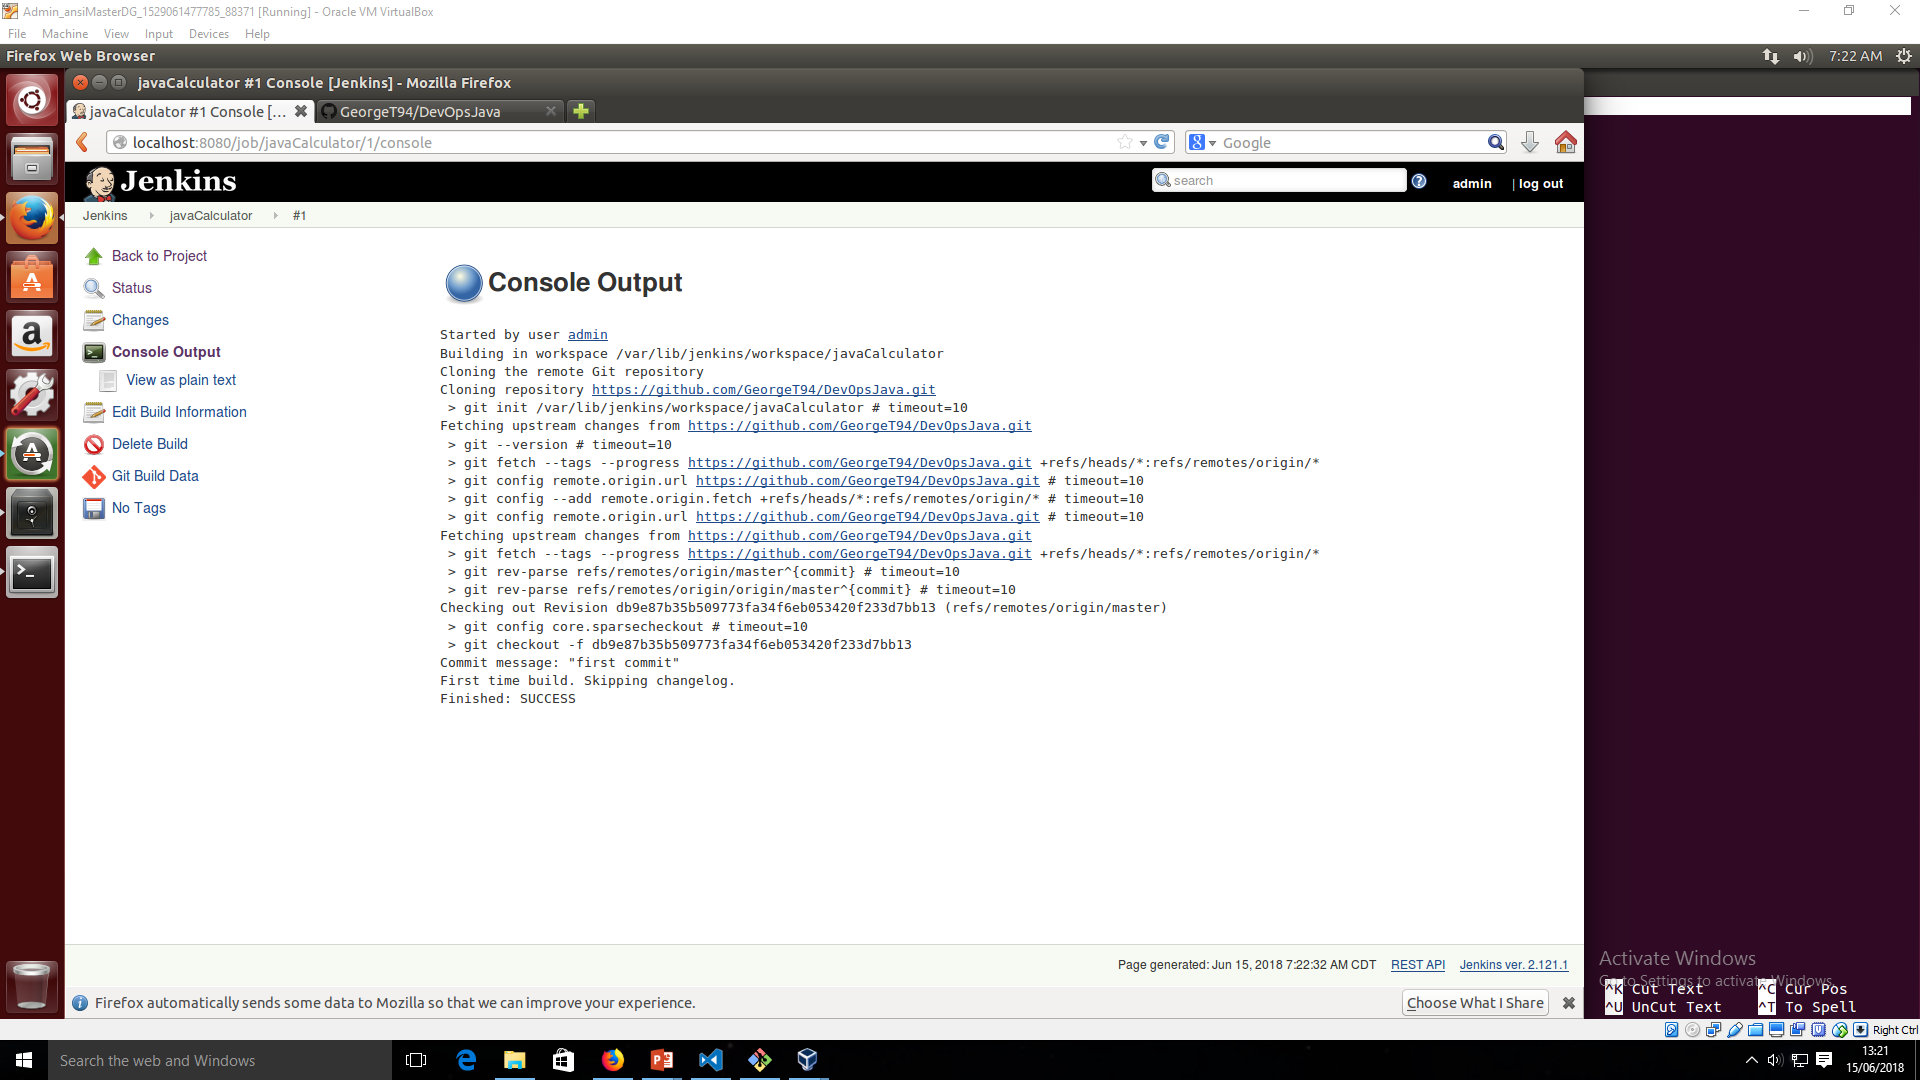 Admin_ansiMasterDG_1529061477785_88371 [Running] - Oracle VM VirtualBox
File Machine View Input Devices Help
Firefox Web Browser
7:22 AM
javaCalculator #1 Console [Jenkins] - Mozilla Firefox
javaCalculator #1 Console [...
GeorgeT94/DevOpsJava
localhost:8080/job/javaCalculator/1/console
Google
Jenkins
search
admin
| log out
Jenkins
javaCalculator
#1
Back to Project
Status
Changes
Console Output
View as plain text
Edit Build Information
Delete Build
Git Build Data
No Tags
Console Output
Started by user admin
Building in workspace /var/lib/jenkins/workspace/javaCalculator
Cloning the remote Git repository
Cloning repository https://github.com/GeorgeT94/DevOpsJava.git
> git init /var/lib/jenkins/workspace/javaCalculator # timeout=10
Fetching upstream changes from https://github.com/GeorgeT94/DevOpsJava.git
> git --version # timeout=10
> git fetch --tags --progress https://github.com/GeorgeT94/DevOpsJava.git +refs/heads/*:refs/remotes/origin/*
> git config remote.origin.url https://github.com/GeorgeT94/DevOpsJava.git # timeout=10
> git config --add remote.origin.fetch +refs/heads/*:refs/remotes/origin/* # timeout=10
> git config remote.origin.url https://github.com/GeorgeT94/DevOpsJava.git # timeout=10
Fetching upstream changes from https://github.com/GeorgeT94/DevOpsJava.git
> git fetch --tags --progress https://github.com/GeorgeT94/DevOpsJava.git +refs/heads/*:refs/remotes/origin/*
> git rev-parse refs/remotes/origin/master^{commit} # timeout=10
> git rev-parse refs/remotes/origin/origin/master^{commit} # timeout=10
Checking out Revision db9e87b35b509773fa34f6eb053420f233d7bb13 (refs/remotes/origin/master)
> git config core.sparsecheckout # timeout=10
> git checkout -f db9e87b35b509773fa34f6eb053420f233d7bb13
Commit message: "first commit"
First time build. Skipping changelog.
Finished: SUCCESS
Page generated: Jun 15, 2018 7:22:32 AM CDT
REST API
Jenkins ver. 2.121.1
Firefox automatically sends some data to Mozilla so that we can improve your experience.
Choose What I Share
Activate Windows
Go to Settings to activate Windows.
^K Cut Text ^C Cur Pos
^U UnCut Text ^T To Spell
Right Ctrl
Search the web and Windows
13:21
15/06/2018